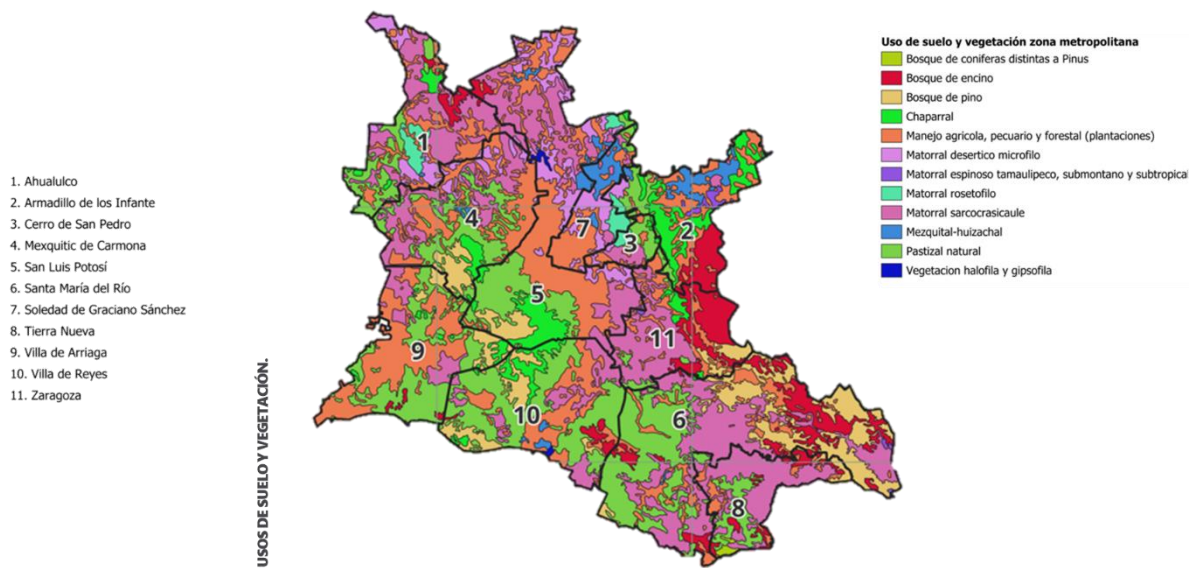 1. Ahualulco
2. Armadillo de los Infante
3. Cerro de San Pedro
4. Mexquitic de Carmona
5. San Luis Potosí
6. Santa María del Río
7. Soledad de Graciano Sánchez
8. Tierra Nueva
9. Villa de Arriaga
10. Villa de Reyes
11. Zaragoza
USOS DE SUELO Y VEGETACIÓN.
1
4
7
3
2
5
11
9
10
6
8
Uso de suelo y vegetación zona metropolitana
Bosque de coniferas distintas a Pinus
Bosque de encino
Bosque de pino
Chaparral
Manejo agricola, pecuario y forestal (plantaciones)
Matorral desertico microfilo
Matorral espinoso tamaulipeco, submontano y subtropical
Matorral rosetofilo
Matorral sarcocrasicaule
Mezquital-huizachal
Pastizal natural
Vegetacion halofila y gipsofila